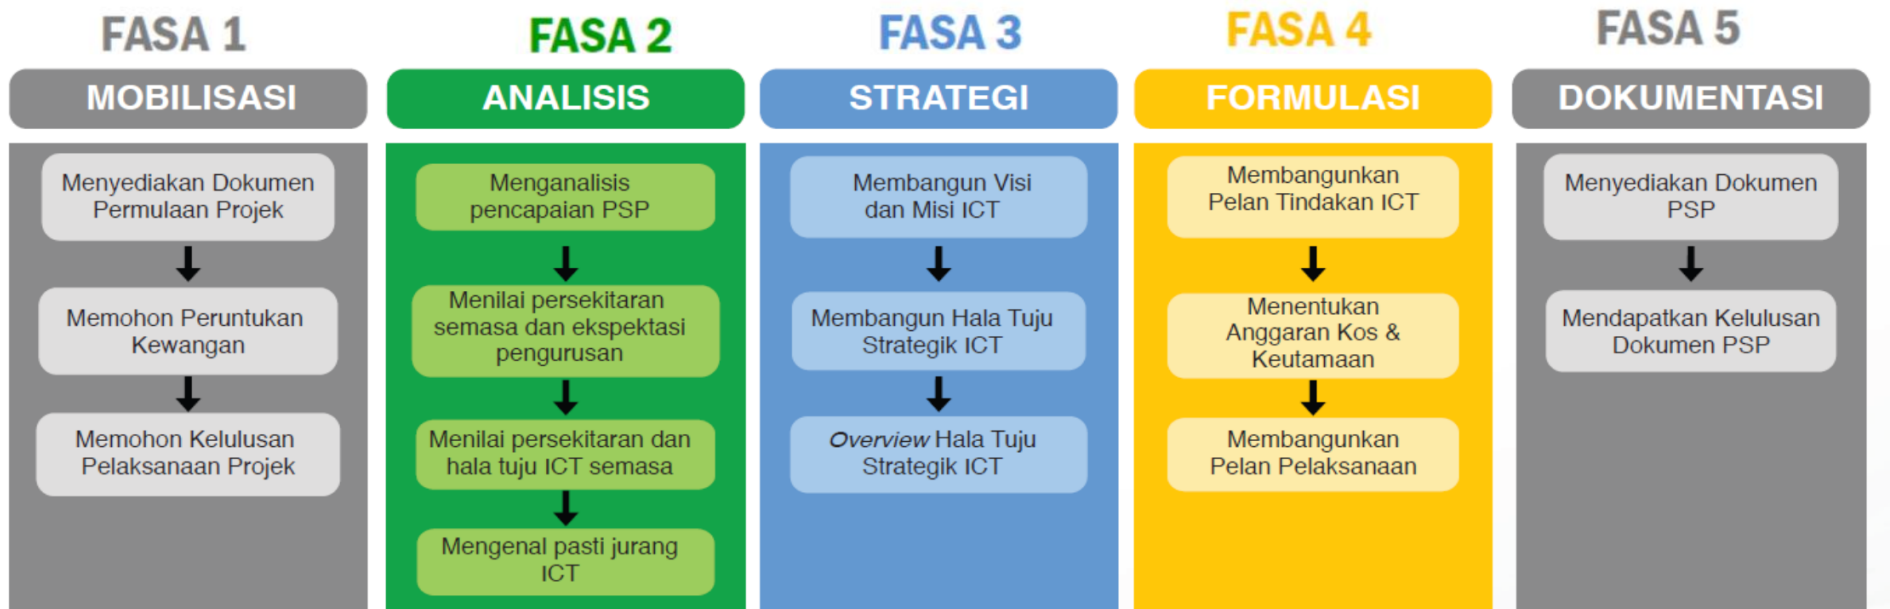 FASA 1
MOBILISASI
Menyediakan Dokumen
Permulaan Projek
Memohon Peruntukan
Kewangan
Memohon Kelulusan
Pelaksanaan Projek
FASA 2
ANALISIS
Menganalisis
pencapaian PSP
Menilai persekitaran
semasa dan ekspektasi
pengurusan
Menilai persekitaran dan
hala tuju ICT semasa
Mengenal pasti jurang
ICT
FASA 3
STRATEGI
Membangun Visi
dan Misi ICT
Membangun Hala Tuju
Strategik ICT
Overview Hala Tuju
Strategik ICT
FASA 4
FORMULASI
Membangunkan
Pelan Tindakan ICT
Menentukan
Anggaran Kos &
Keutamaan
Membangunkan
Pelan Pelaksanaan
FASA 5
DOKUMENTASI
Menyediakan Dokumen
PSP
Mendapatkan Kelulusan
Dokumen PSP